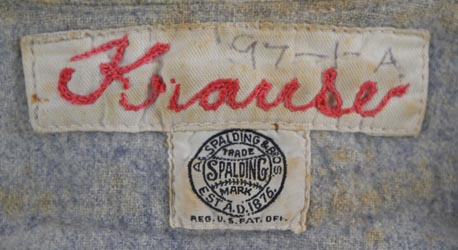 '97-1-A
Krause
A.G. SPALDING & BROS
TRADE
SPALDING
MARK
EST. A.D. 1876.
REG. U.S. PAT. OFF.